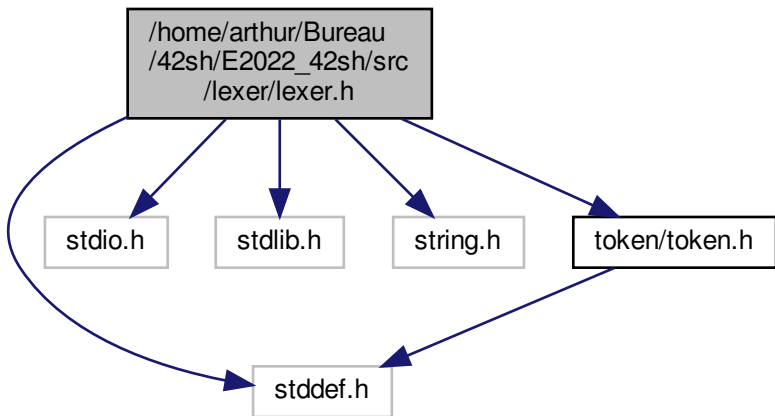 /home/arthur/Bureau
/42sh/E2022_42sh/src
/lexer/lexer.h
stdio.h
stdlib.h
string.h
token/token.h
stddef.h